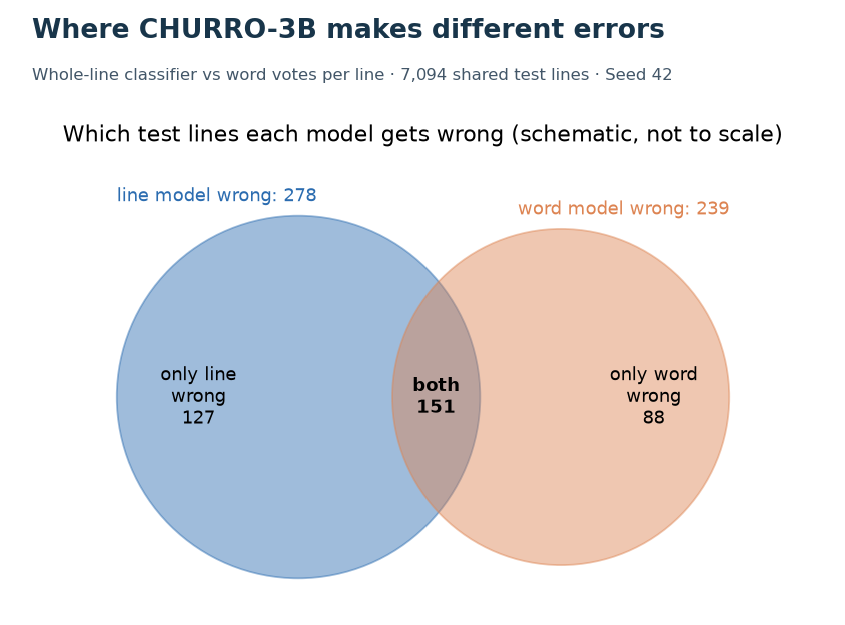 Where CHURRO-3B makes different errors
Whole-line classifier vs word votes per line · 7,094 shared test lines · Seed 42
Which test lines each model gets wrong (schematic, not to scale)
line model wrong: 278
word model wrong: 239
only line
wrong
127
both
151
only word
wrong
88